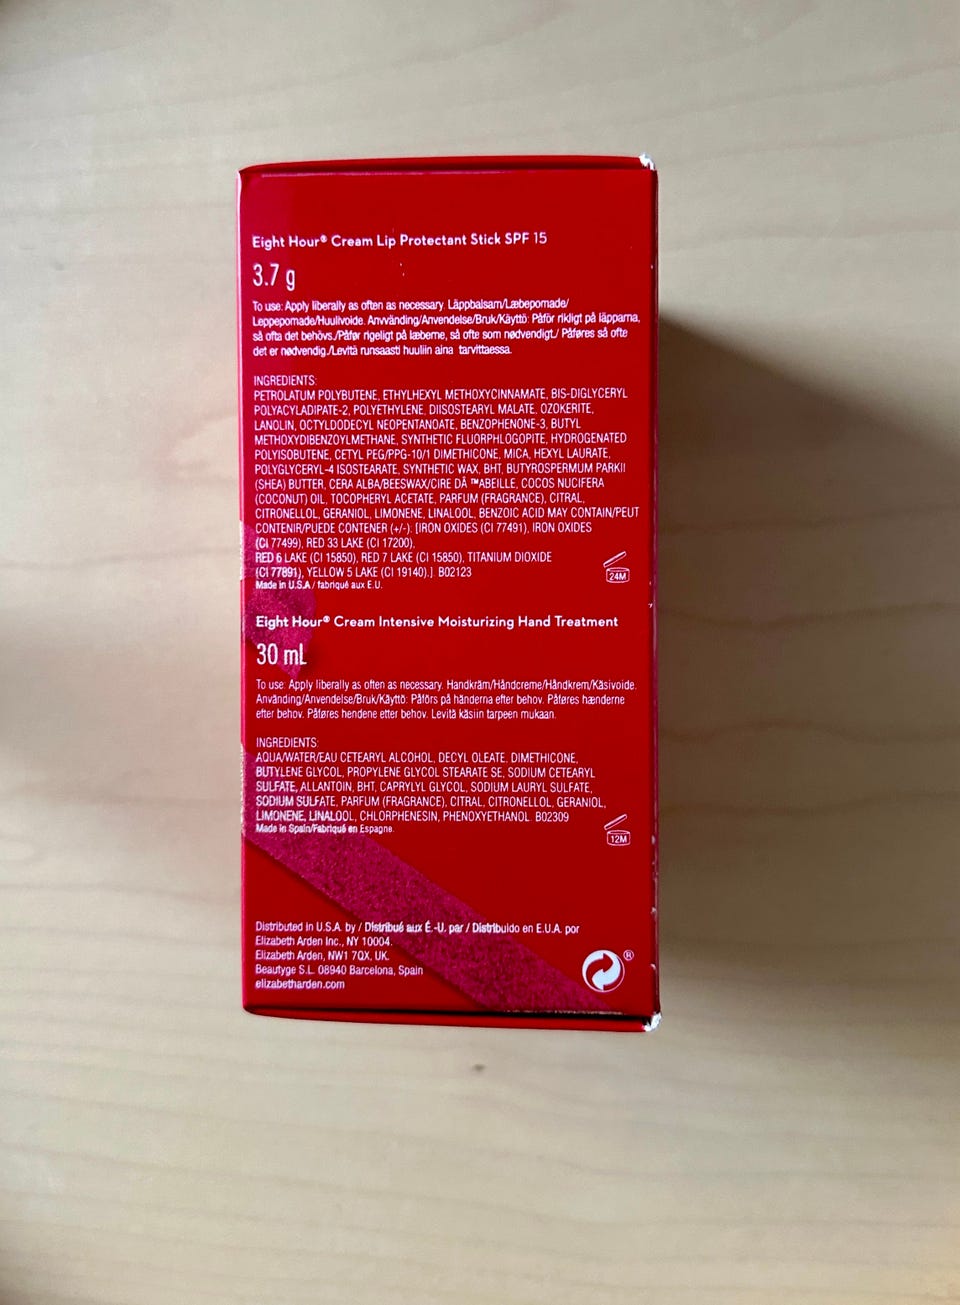 Eight Hour® Cream Lip Protectant Stick SPF 15
3.7 g
To use: Apply liberally as often as necessary. Läppbalsam/Læbepomade/
Leppepomade/Huulivoide. Anvvänding/Anvendelse/Bruk/Käyttö: Påför rikligt på läpparna,
så ofta det behövs./Påfør rigeligt på læberne, så ofte som nødvendigt./ Påføres så ofte
det er nødvendig./Levitä runsaasti huuliin aina tarvittaessa.
INGREDIENTS:
PETROLATUM POLYBUTENE, ETHYLHEXYL METHOXYCINNAMATE, BIS-DIGLYCERYL
POLYACYLADIPATE-2, POLYETHYLENE, DIISOSTEARYL MALATE. OZOKERITE,
LANOLIN, OCTYLDODECYL NEOPENTANOATE, BENZOPHENONE-3, BUTYL
METHOXYDIBENZOYLMETHANE, SYNTHETIC FLUORPHLOGOPITE, HYDROGENATED
POLYISOBUTENE, CETYL PEG/PPG-10/1 DIMETHICONE, MICA, HEXYL LAURATE,
POLYGLYCERYL-4 ISOSTEARATE, SYNTHETIC WAX, BHT, BUTYROSPERMUM PARKII
(SHEA) BUTTER, CERA ALBA/BEESWAX/CIRE DÂ ™ABEILLE, COCOS NUCIFERA
(COCONUT) OIL, TOCOPHERYL ACETATE, PARFUM (FRAGRANCE), CITRAL,
CITRONELLOL, GERANIOL, LIMONENE, LINALOOL, BENZOIC ACID MAY CONTAIN/PEUT
CONTENIR/PUEDE CONTENER (+/-): [IRON OXIDES (CI 77491), IRON OXIDES
(CI 77499), RED 33 LAKE (CI 17200),
RED 6 LAKE (CI 15850), RED 7 LAKE (CI 15850), TITANIUM DIOXIDE
(CI 77891), YELLOW 5 LAKE (CI 19140).] B02123
Made in U.S.A / fabriqué aux E.U.
24M
Eight Hour® Cream Intensive Moisturizing Hand Treatment
30 mL
To use: Apply liberally as often as necessary. Handkräm/Håndcreme/Håndkrem/Käsivoide.
Använding/Anvendelse/Bruk/Käyttö: Påförs på händerna efter behov. Påføres hænderne
efter behov. Påføres hendene etter behov. Levitä käsiin tarpeen mukaan.
INGREDIENTS:
AQUA/WATER/EAU CETEARYL ALCOHOL, DECYL OLEATE. DIMETHICONE,
BUTYLENE GLYCOL, PROPYLENE GLYCOL STEARATE SE, SODIUM CETEARYL
SULFATE, ALLANTOIN, BHT, CAPRYLYL GLYCOL, SODIUM LAURYL SULFATE,
SODIUM SULFATE, PARFUM (FRAGRANCE), CITRAL, CITRONELLOL, GERANIOL,
LIMONENE, LINALOOL, CHLORPHENESIN, PHENOXYETHANOL B02309
Made in Spain/Fabriqué en Espagne.
12M
Distributed in U.S.A. by / Distribué aux É.-U. par / Distribuido en E.U.A. por
Elizabeth Arden Inc., NY 10004.
Elizabeth Arden, NW1 7QX, UK.
Beautyge S.L. 08940 Barcelona, Spain
elizabetharden.com
®